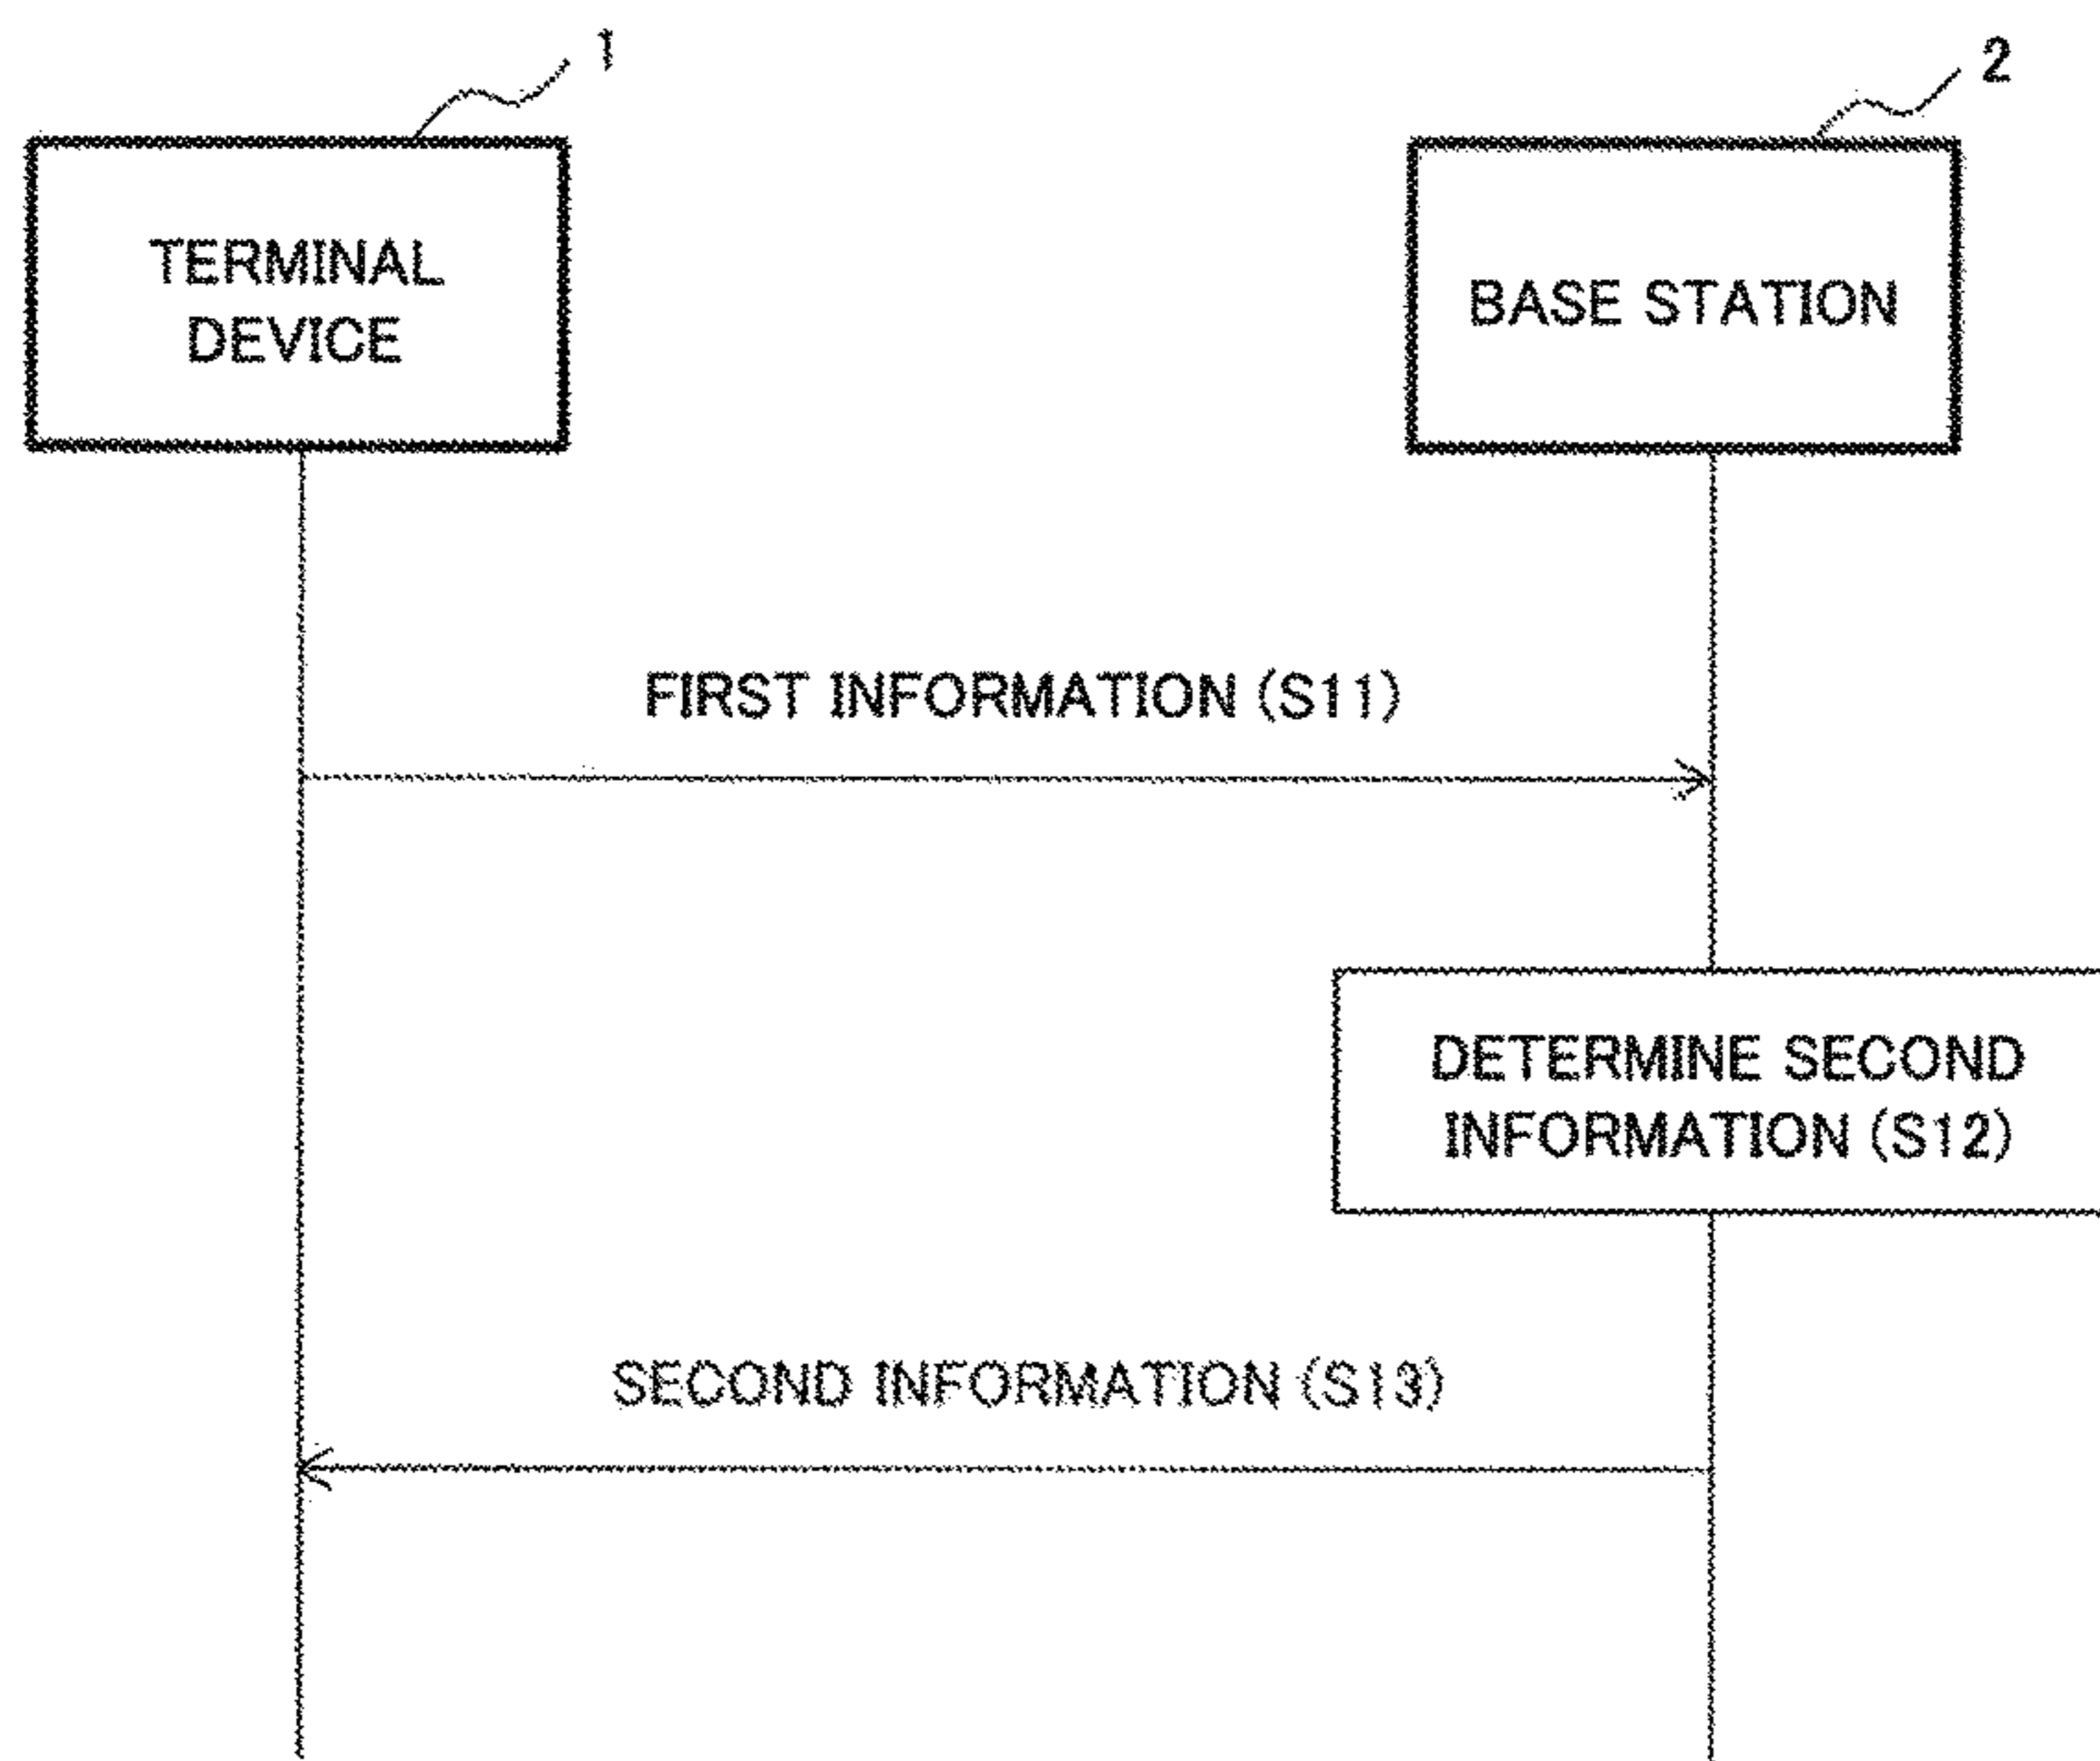 1
2
TERMINAL
DEVICE
BASE STATION
FIRST INFORMATION (S11)
DETERMINE SECOND
INFORMATION (S12)
SECOND INFORMATION (S13)